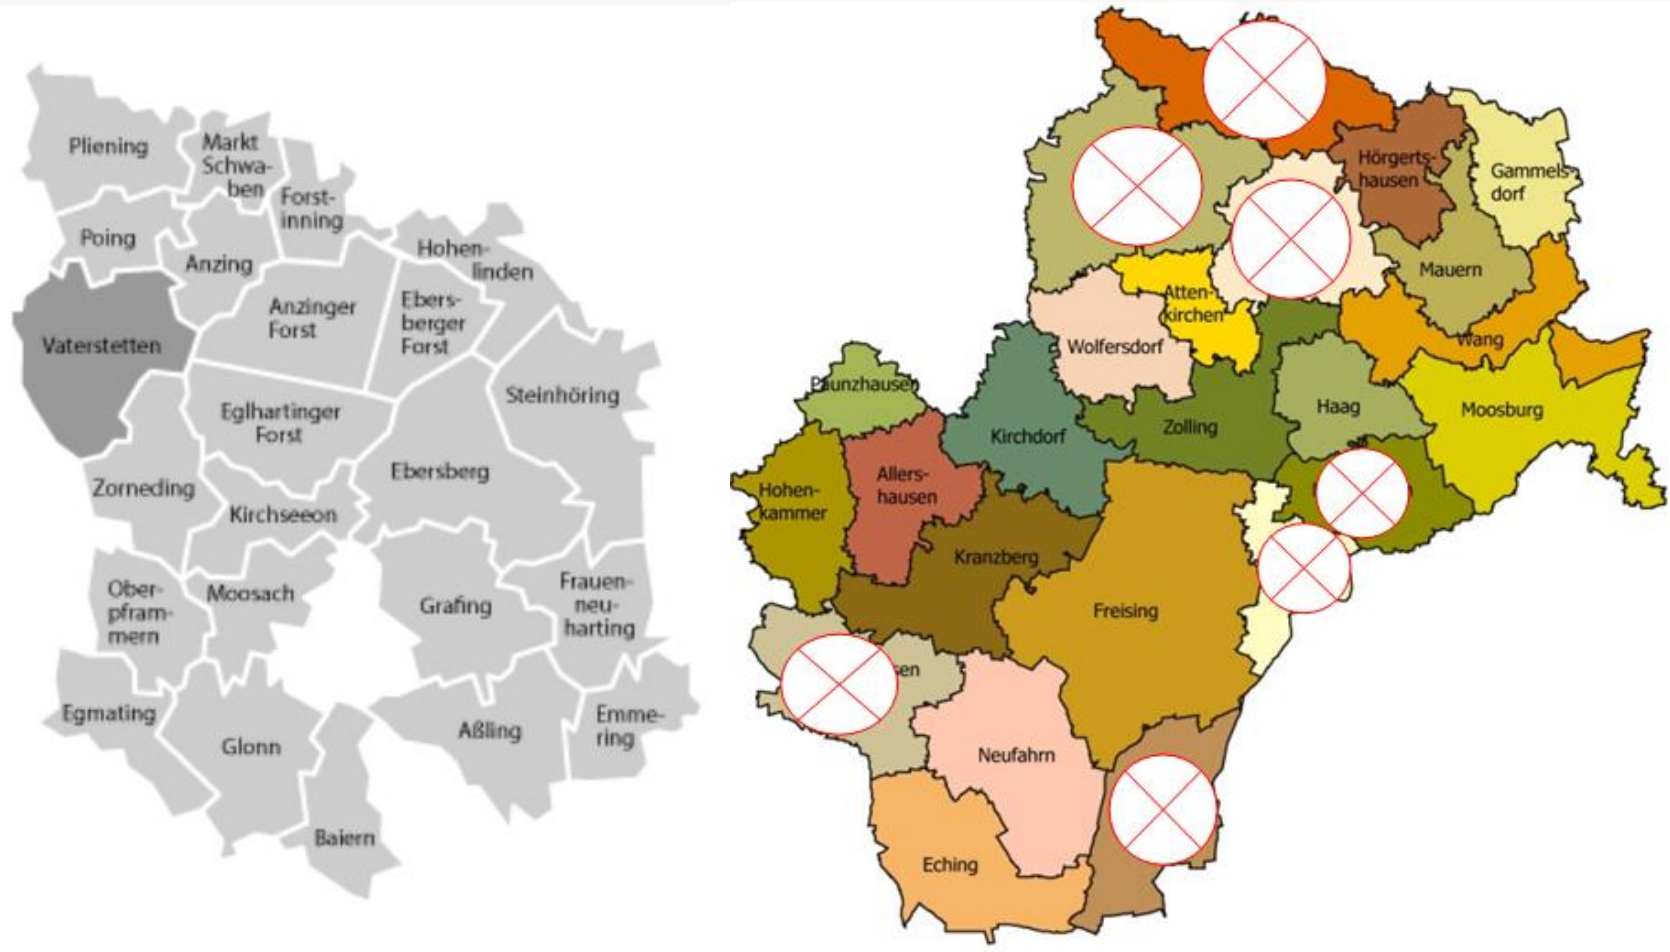 Pliening
Markt
Schwa-
ben
Forst-
inning
Poing
Anzing
Hohen-
linden
Anzinger
Forst
Ebers-
berger
Forst
Vaterstetten
Steinhöring
Eglhartinger
Forst
Ebersberg
Zorneding
Kirchseeon
Ober-
pfram-
mern
Moosach
Grafing
Frauen-
neu-
harting
Egmating
Glonn
Aßling
Emme-
ring
Baiern
Hörgerts-
hausen
Gammels-
dorf
Mauern
Atten-
kirchen
Wolfersdorf
Wang
Paunzhausen
Haag
Moosburg
Zolling
Kirchdorf
Allers-
hausen
Hohen-
kammer
Kranzberg
Freising
sen
Neufahrn
Eching